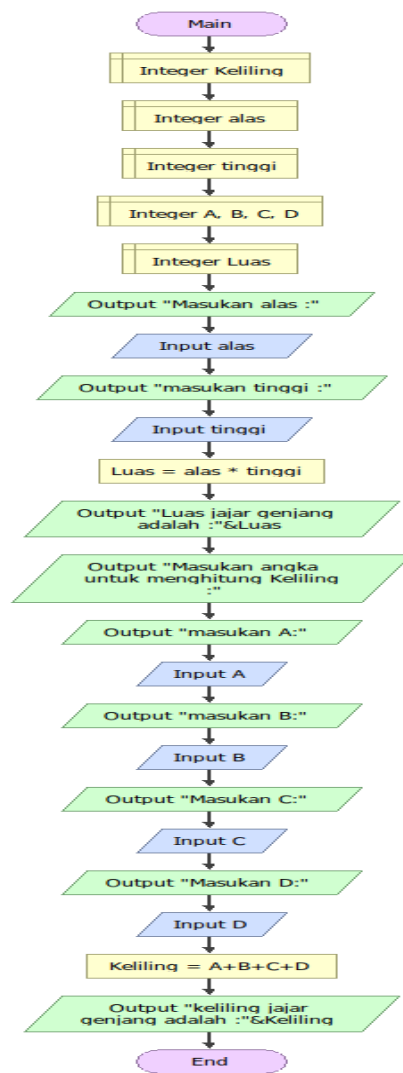 Main
Integer Keliling
Integer alas
Integer tinggi
Integer A, B, C, D
Integer Luas
Output "Masukan alas :"
Input alas
Output "masukan tinggi :"
Input tinggi
Luas = alas * tinggi
Output "Luas jajar genjang
adalah :"&Luas
Output "Masukan angka
untuk menghitung Keliling
:"
Output "masukan A:"
Input A
Output "masukan B:"
Input B
Output "Masukan C:"
Input C
Output "Masukan D:"
Input D
Keliling = A+B+C+D
Output "keliling jajar
genjang adalah :"&Keliling
End